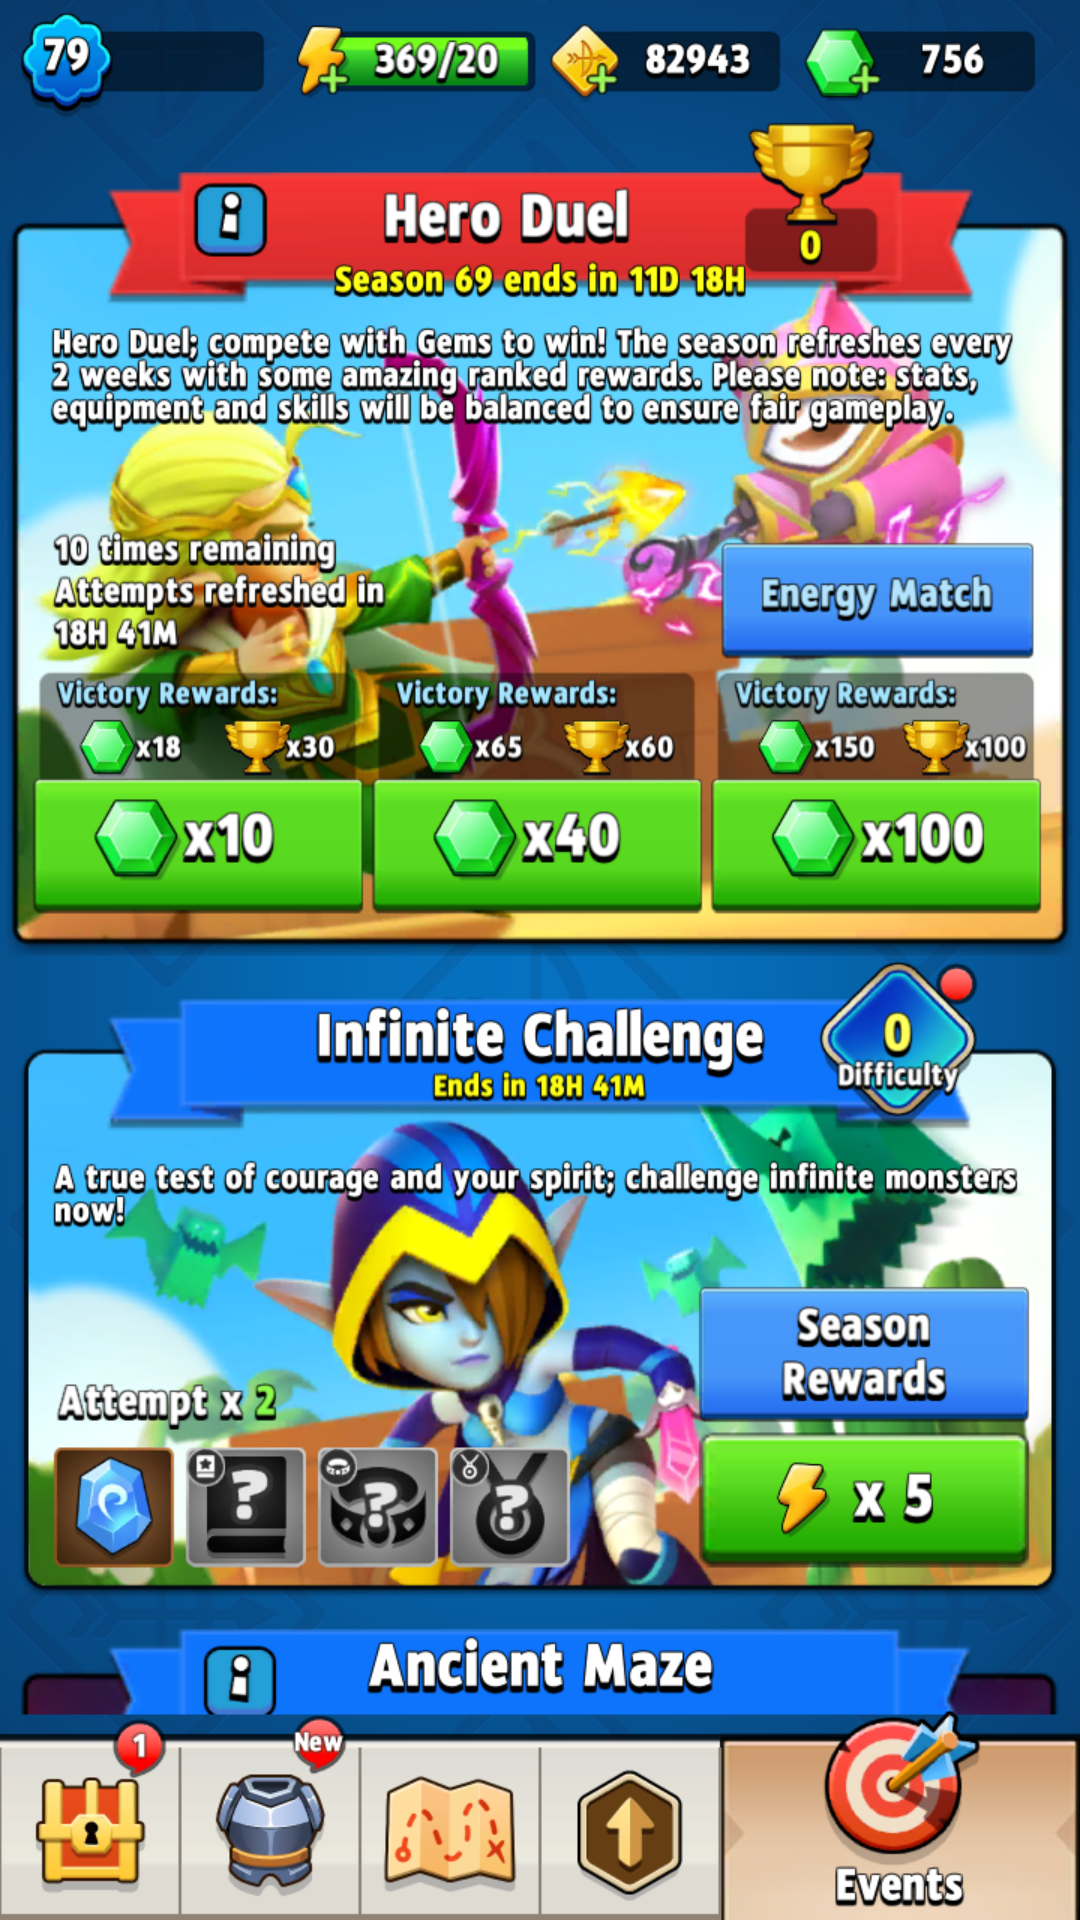 79
369/20
82943
756
Hero Duel
0
Season 69 ends in 11D 18H
Hero Duel; compete with Gems to win! The season refreshes every
2 weeks with some amazing ranked rewards. Please note: stats,
equipment and skills will be balanced to ensure fair gameplay.
10 times remaining
Attempts refreshed in
18H 41M
Energy Match
Victory Rewards:
x18
x30
Victory Rewards:
x65
x60
Victory Rewards:
x150
x100
x10
x40
x100
Infinite Challenge
Ends in 18H 41M
0
Difficulty
A true test of courage and your spirit; challenge infinite monsters
now!
Season
Rewards
Attempt x 2
?
?
?
x 5
Ancient Maze
1
New
Events